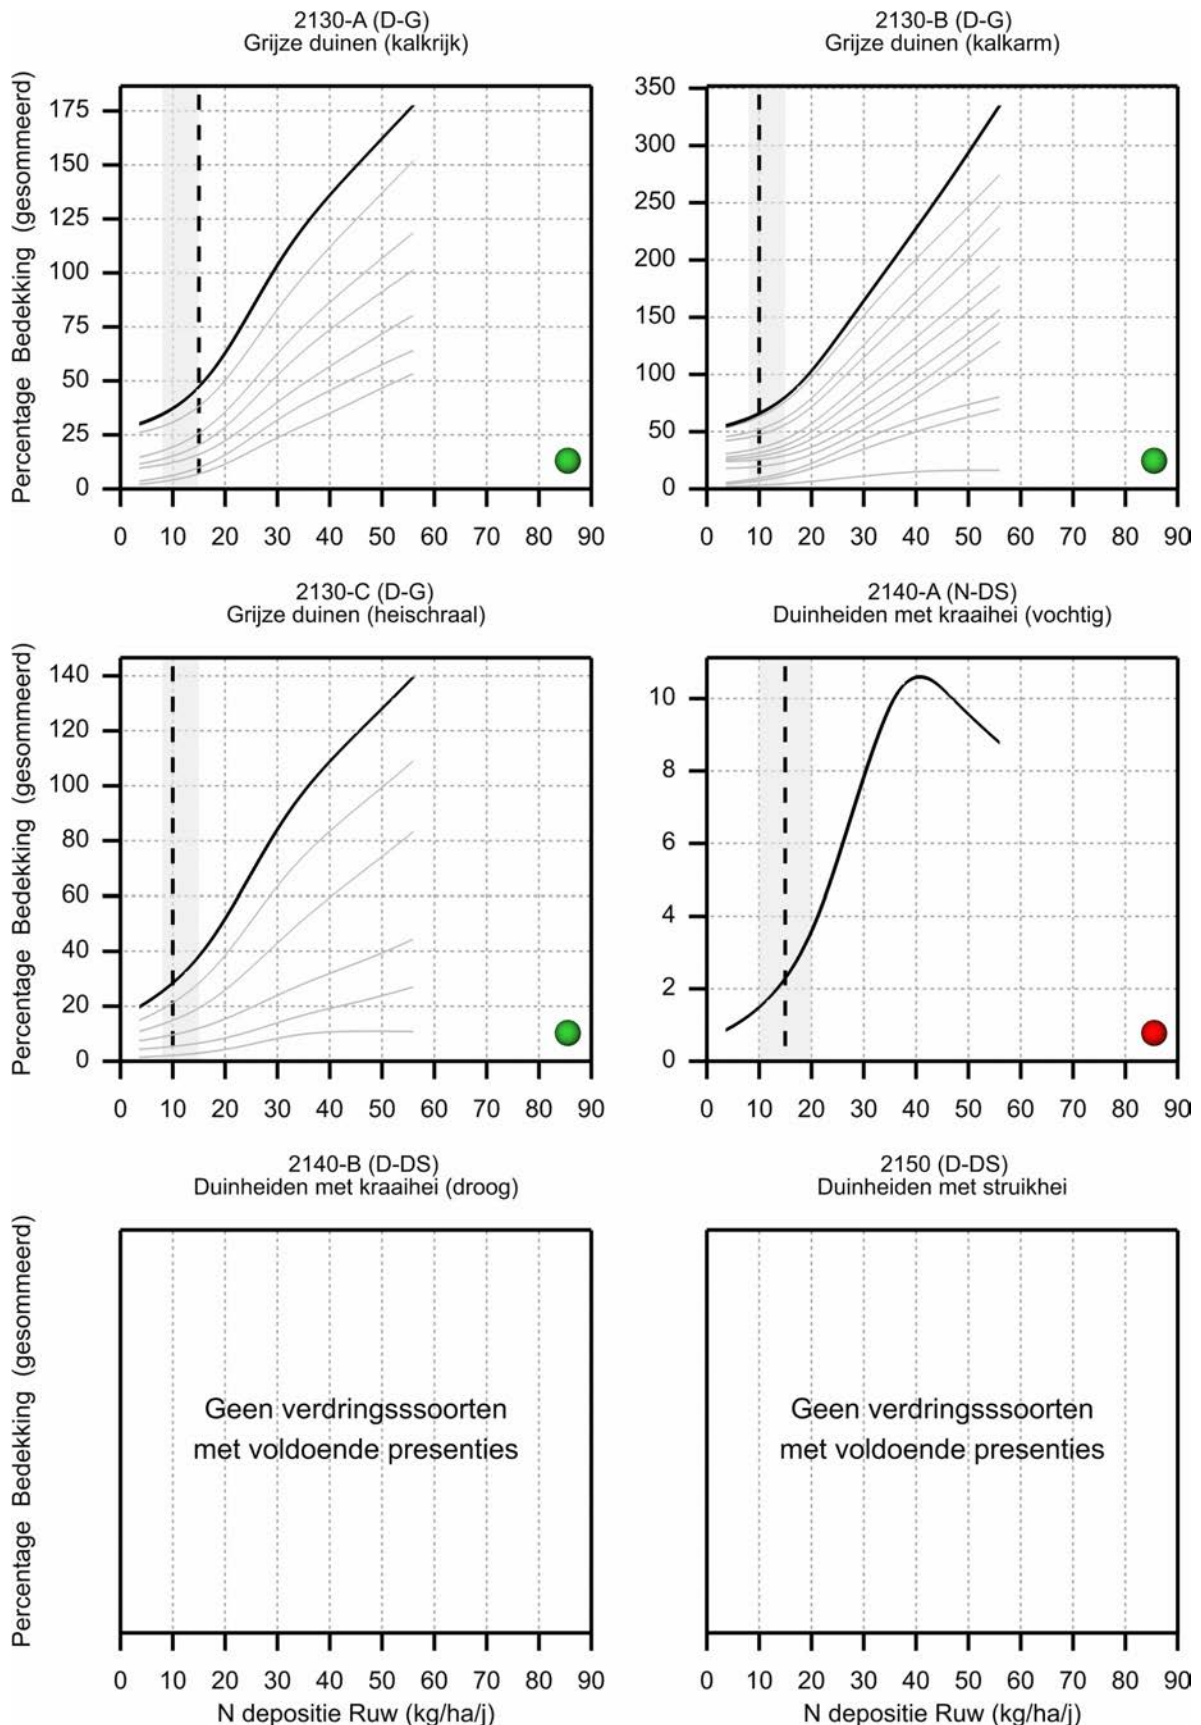 2130-A (D-G)
Grijze duinen (kalkrijk)
Percentage Bedekking (gesommeerd)
175
150
125
100
75
50
25
0
0 10 20 30 40 50 60 70 80 90
2130-B (D-G)
Grijze duinen (kalkarm)
350
300
250
200
150
100
50
0
0 10 20 30 40 50 60 70 80 90
2130-C (D-G)
Grijze duinen (heischraal)
Percentage Bedekking (gesommeerd)
140
120
100
80
60
40
20
0
0 10 20 30 40 50 60 70 80 90
2140-A (N-DS)
Duinheiden met kraaihei (vochtig)
10
8
6
4
2
0
0 10 20 30 40 50 60 70 80 90
2140-B (D-DS)
Duinheiden met kraaihei (droog)
Percentage Bedekking (gesommeerd)
Geen verdringsssoorten
met voldoende presenties
0 10 20 30 40 50 60 70 80 90
N depositie Ruw (kg/ha/j)
2150 (D-DS)
Duinheiden met struikhei
Geen verdringsssoorten
met voldoende presenties
0 10 20 30 40 50 60 70 80 90
N depositie Ruw (kg/ha/j)